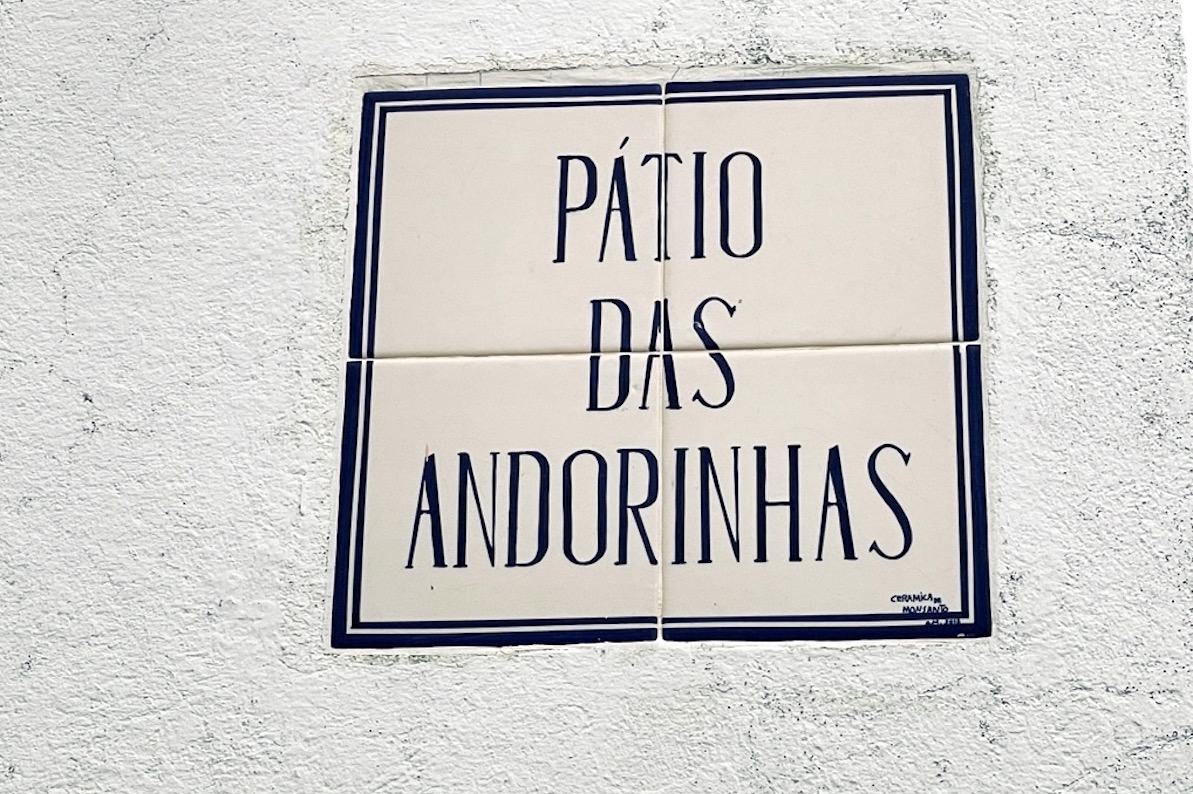 PÁTIO
DAS
ANDORINHAS
CERAMICA DE
MONSANTO